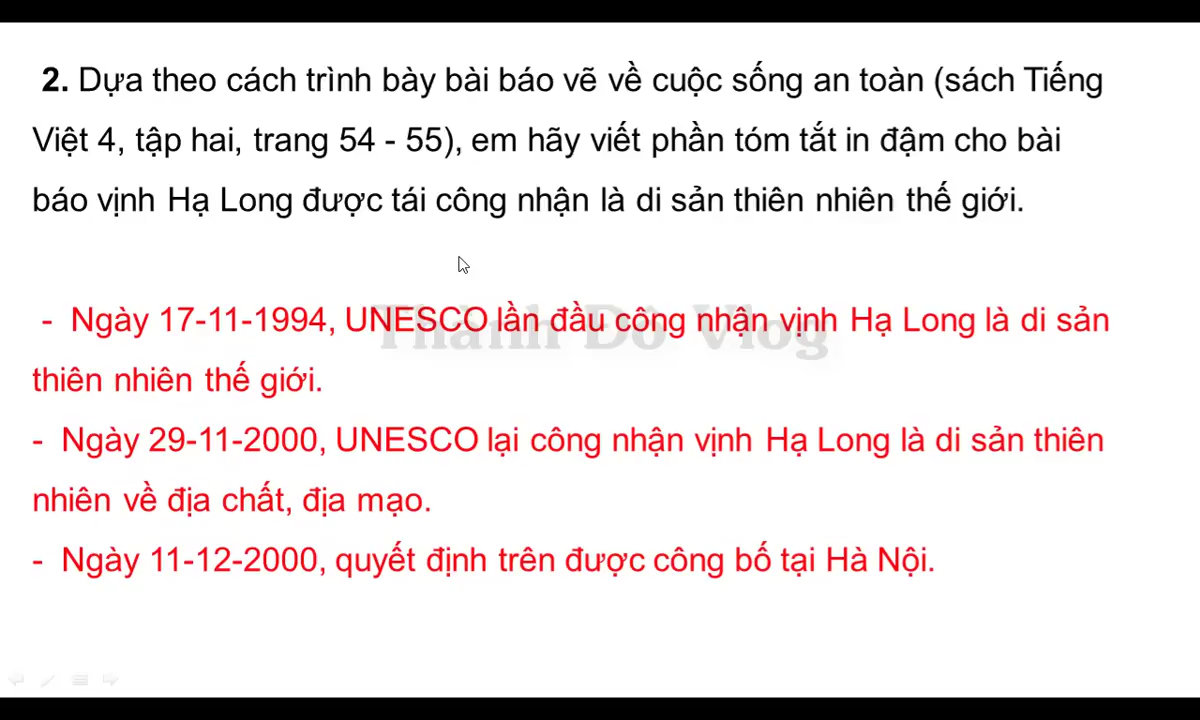 2. Dựa theo cách trình bày bài báo vẽ về cuộc sống an toàn (sách Tiếng
Việt 4, tập hai, trang 54 - 55), em hãy viết phần tóm tắt in đậm cho bài
báo vịnh Hạ Long được tái công nhận là di sản thiên nhiên thế giới.
Thành Đô Vlog
- Ngày 17-11-1994, UNESCO lần đầu công nhận vịnh Hạ Long là di sản
thiên nhiên thế giới.
- Ngày 29-11-2000, UNESCO lại công nhận vịnh Hạ Long là di sản thiên
nhiên về địa chất, địa mạo.
- Ngày 11-12-2000, quyết định trên được công bố tại Hà Nội.